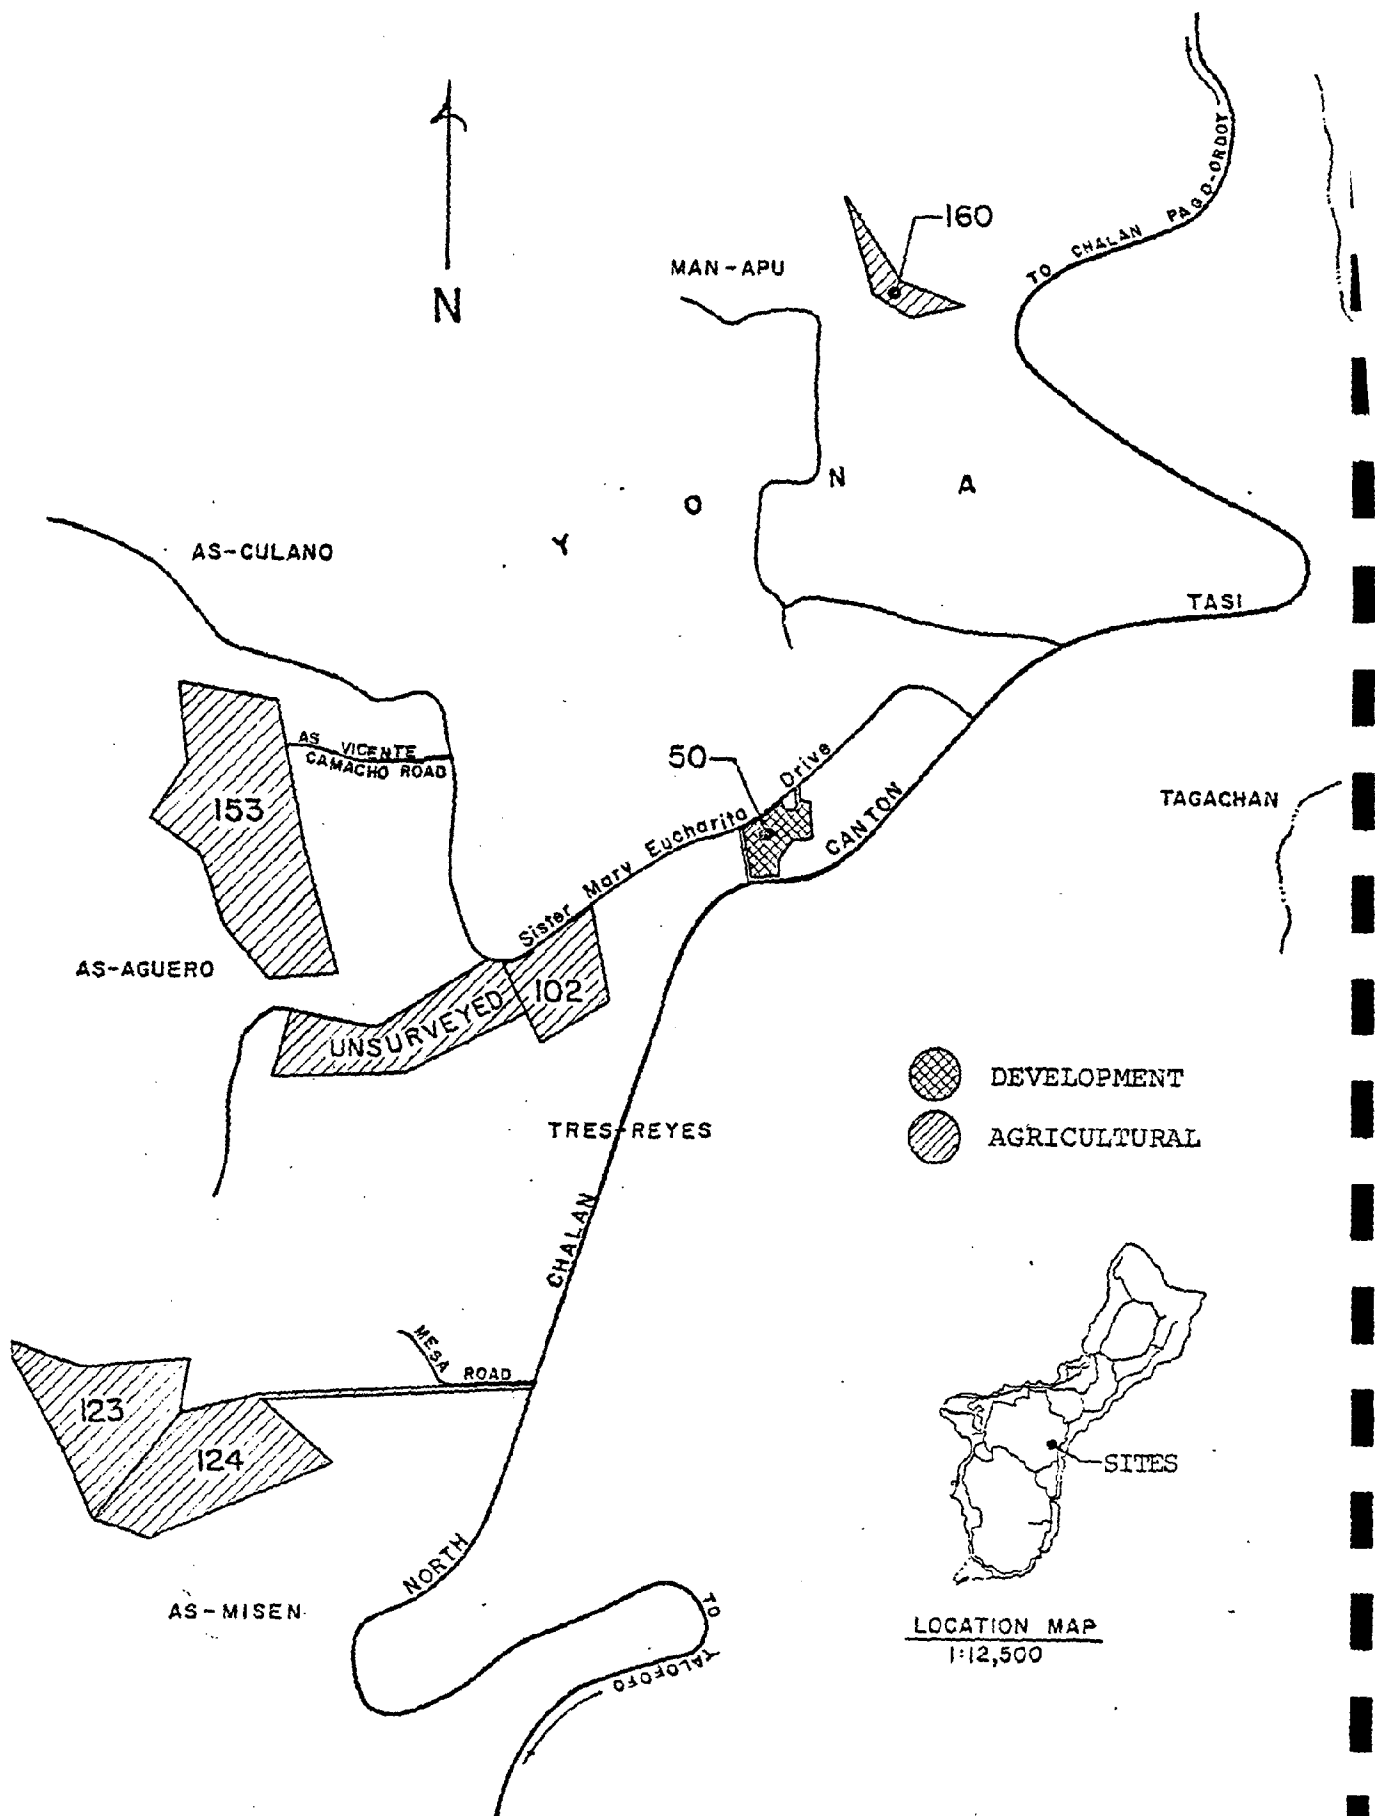 160
MAN-APU
N
TO CHALAN PAGO-ORDOT
Y O N A
AS-CULANO
TASI
AS VICENTE
CAMACHO ROAD
50
153
Sister Mary Eucharita Drive
CANTON
TAGACHAN
AS-AGUERO
UNSURVEYED
102
DEVELOPMENT
AGRICULTURAL
TRES-REYES
CHALAN
MESA ROAD
123
124
SITES
NORTH
AS-MISEN
TO TALOFOFO
LOCATION MAP
1:12,500